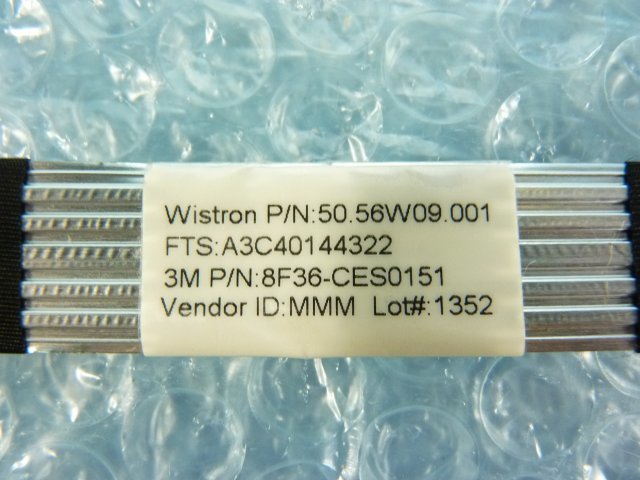 Wistron P/N:50.56W09.001
FTS:A3C40144322
3M P/N:8F36-CES0151
Vendor ID:MMM Lot#:1352